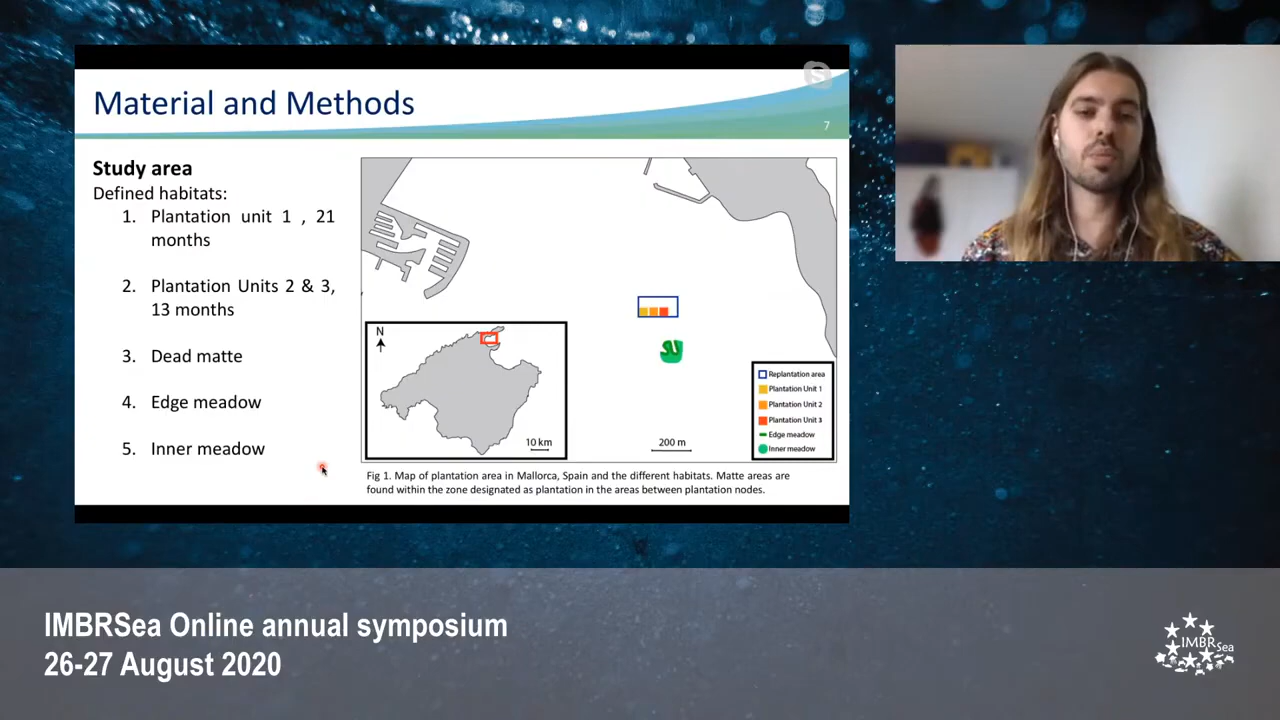 Material and Methods
7
Study area
Defined habitats:
1. Plantation unit 1 , 21
months
2. Plantation Units 2 & 3,
13 months
3. Dead matte
4. Edge meadow
5. Inner meadow
N
10 km
200 m
Replantation area
Plantation Unit 1
Plantation Unit 2
Plantation Unit 3
Edge meadow
Inner meadow
Fig 1. Map of plantation area in Mallorca, Spain and the different habitats. Matte areas are
found within the zone designated as plantation in the areas between plantation nodes.
IMBRSea Online annual symposium
26-27 August 2020
IMBRSea